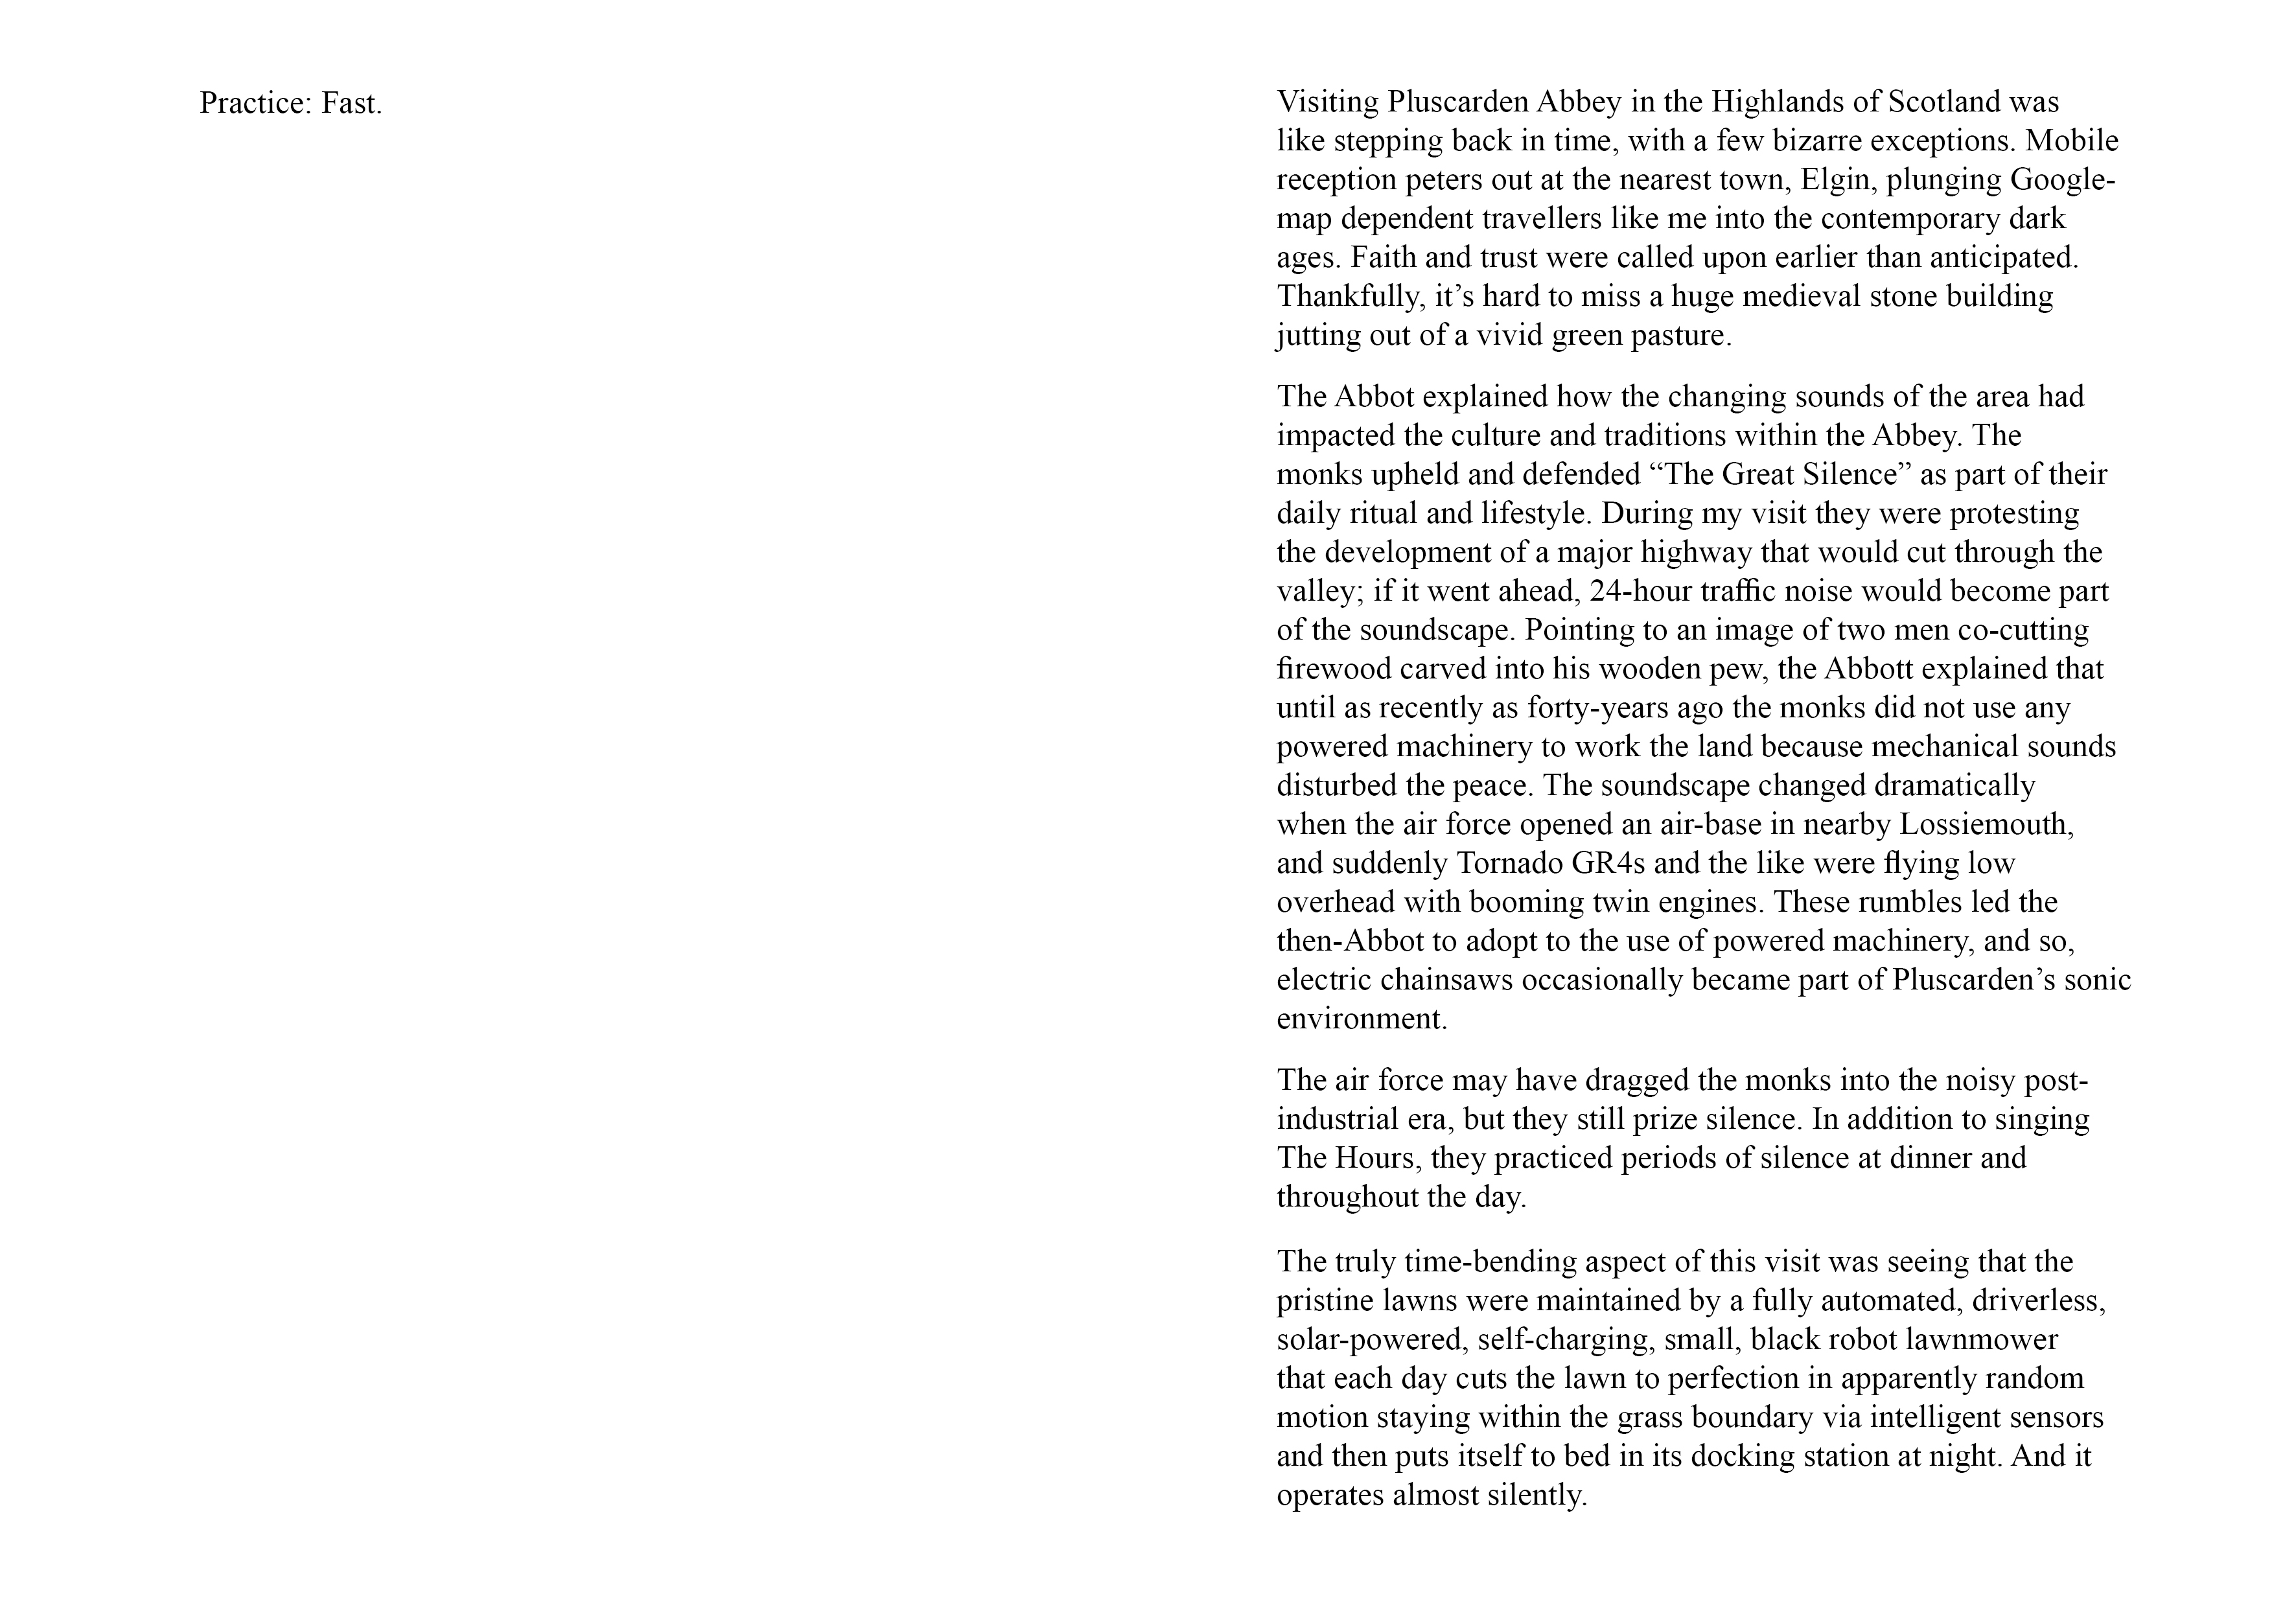 Practice: Fast.
Visiting Pluscarden Abbey in the Highlands of Scotland was
like stepping back in time, with a few bizarre exceptions. Mobile
reception peters out at the nearest town, Elgin, plunging Google-
map dependent travellers like me into the contemporary dark
ages. Faith and trust were called upon earlier than anticipated.
Thankfully, it’s hard to miss a huge medieval stone building
jutting out of a vivid green pasture.
The Abbot explained how the changing sounds of the area had
impacted the culture and traditions within the Abbey. The
monks upheld and defended “The Great Silence” as part of their
daily ritual and lifestyle. During my visit they were protesting
the development of a major highway that would cut through the
valley; if it went ahead, 24-hour traffic noise would become part
of the soundscape. Pointing to an image of two men co-cutting
firewood carved into his wooden pew, the Abbott explained that
until as recently as forty-years ago the monks did not use any
powered machinery to work the land because mechanical sounds
disturbed the peace. The soundscape changed dramatically
when the air force opened an air-base in nearby Lossiemouth,
and suddenly Tornado GR4s and the like were flying low
overhead with booming twin engines. These rumbles led the
then-Abbot to adopt to the use of powered machinery, and so,
electric chainsaws occasionally became part of Pluscarden’s sonic
environment.
The air force may have dragged the monks into the noisy post-
industrial era, but they still prize silence. In addition to singing
The Hours, they practiced periods of silence at dinner and
throughout the day.
The truly time-bending aspect of this visit was seeing that the
pristine lawns were maintained by a fully automated, driverless,
solar-powered, self-charging, small, black robot lawnmower
that each day cuts the lawn to perfection in apparently random
motion staying within the grass boundary via intelligent sensors
and then puts itself to bed in its docking station at night. And it
operates almost silently.